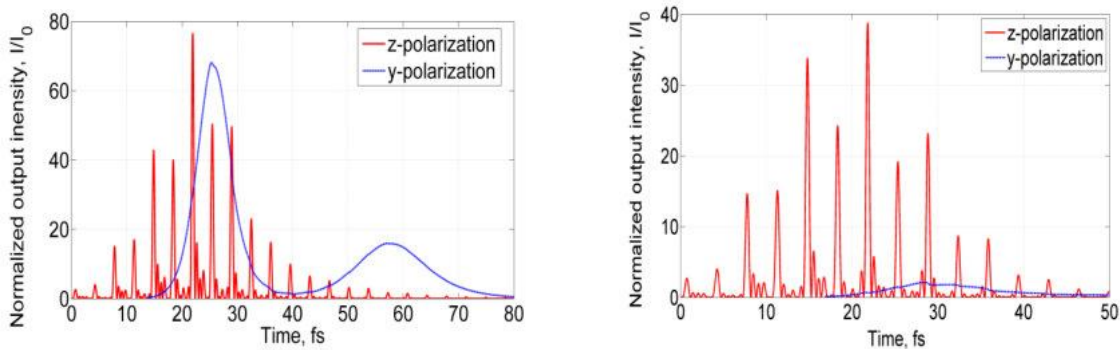 Normalized output inensity, I/I0
80
60
40
20
0
0 10 20 30 40 50 60 70 80
Time, fs
z-polarization
y-polarization
Normalized output intensity, I/I0
40
30
20
10
0
0 10 20 30 40 50
Time, fs
z-polarization
y-polarization